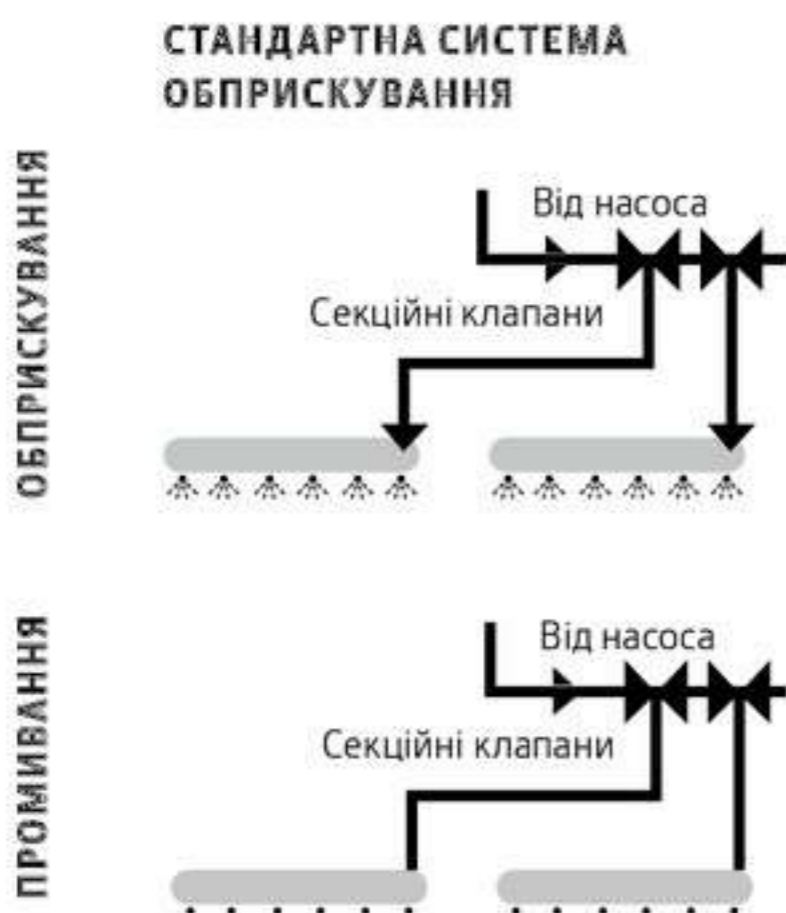 СТАНДАРТНА СИСТЕМА
ОБПРИСКУВАННЯ
ОБПРИСКУВАННЯ
Від насоса
Секційні клапани
ПРОМИВАННЯ
Від насоса
Секційні клапани